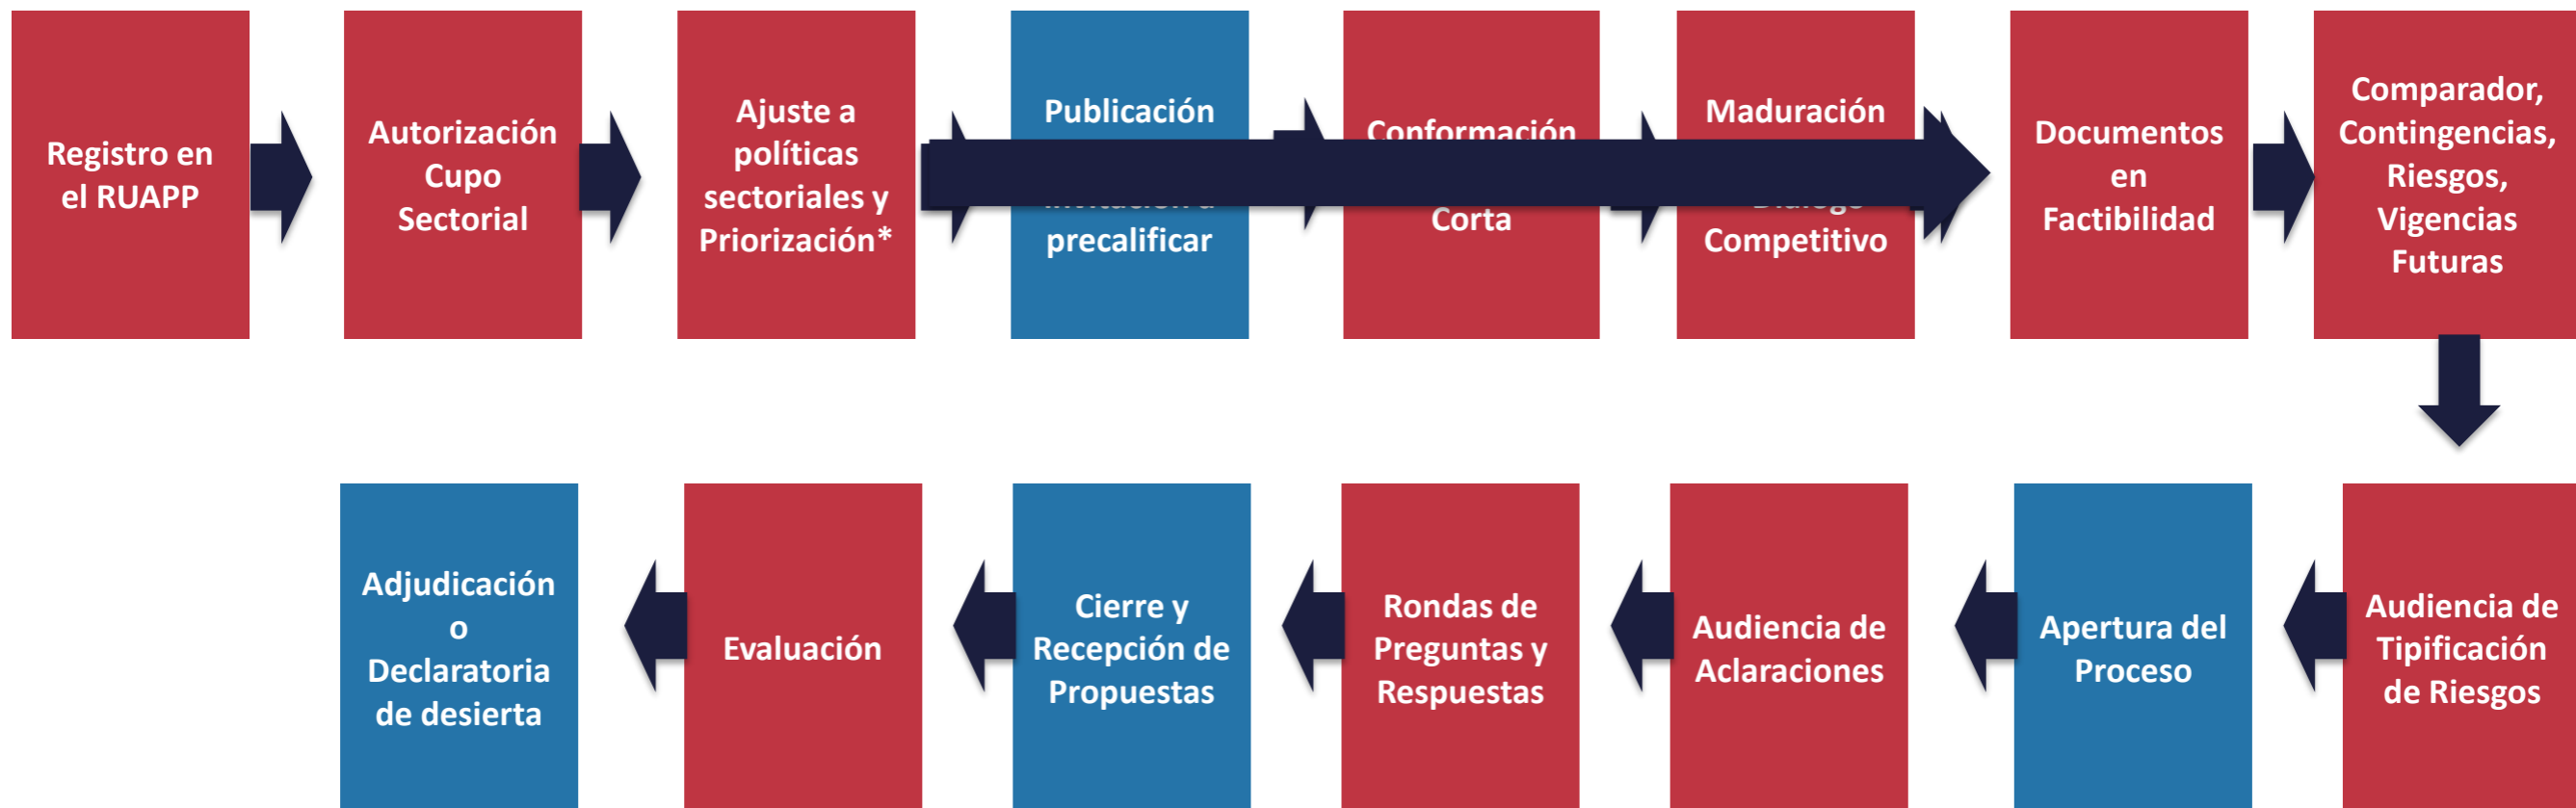 Registro en
el RUAPP
Autorización
Cupo
Sectorial
Ajuste a
políticas
sectoriales y
Priorización*
Publicación
precalificar
Conformación
Corta
Maduración
Diálogo
Competitivo
Documentos
en
Factibilidad
Comparador,
Contingencias,
Riesgos,
Vigencias
Futuras
Adjudicación
o
Declaratoria
de desierta
Evaluación
Cierre y
Recepción de
Propuestas
Rondas de
Preguntas y
Respuestas
Audiencia de
Aclaraciones
Apertura del
Proceso
Audiencia de
Tipificación
de Riesgos